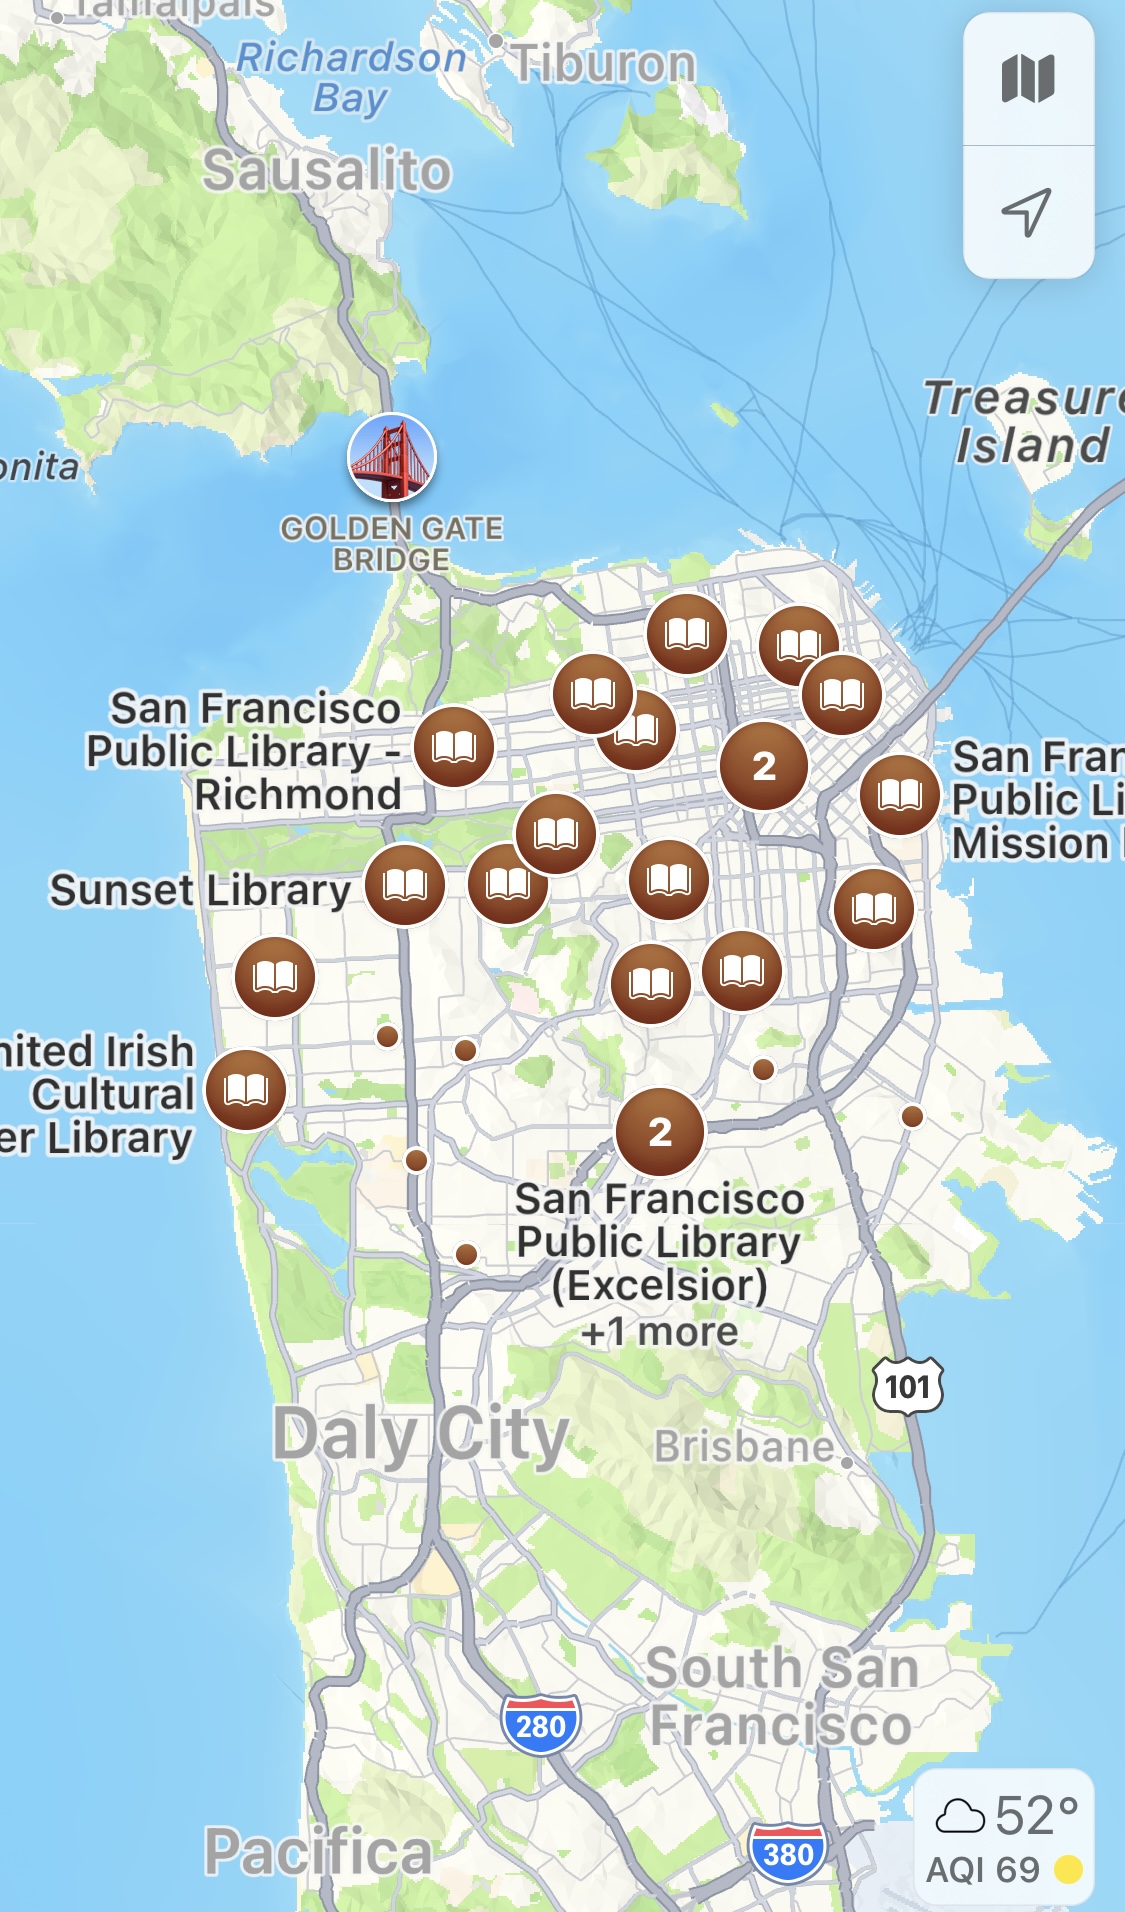 Tamalpais
Richardson
Bay
Tiburon
Sausalito
Treasure
Island
onita
GOLDEN GATE
BRIDGE
San Francisco
Public Library -
Richmond
2
San Fran
Public Li
Mission
Sunset Library
nited Irish
Cultural
er Library
2
San Francisco
Public Library
(Excelsior)
+1 more
101
Daly City
Brisbane
South San
Francisco
280
52°
AQI 69
380
Pacifica